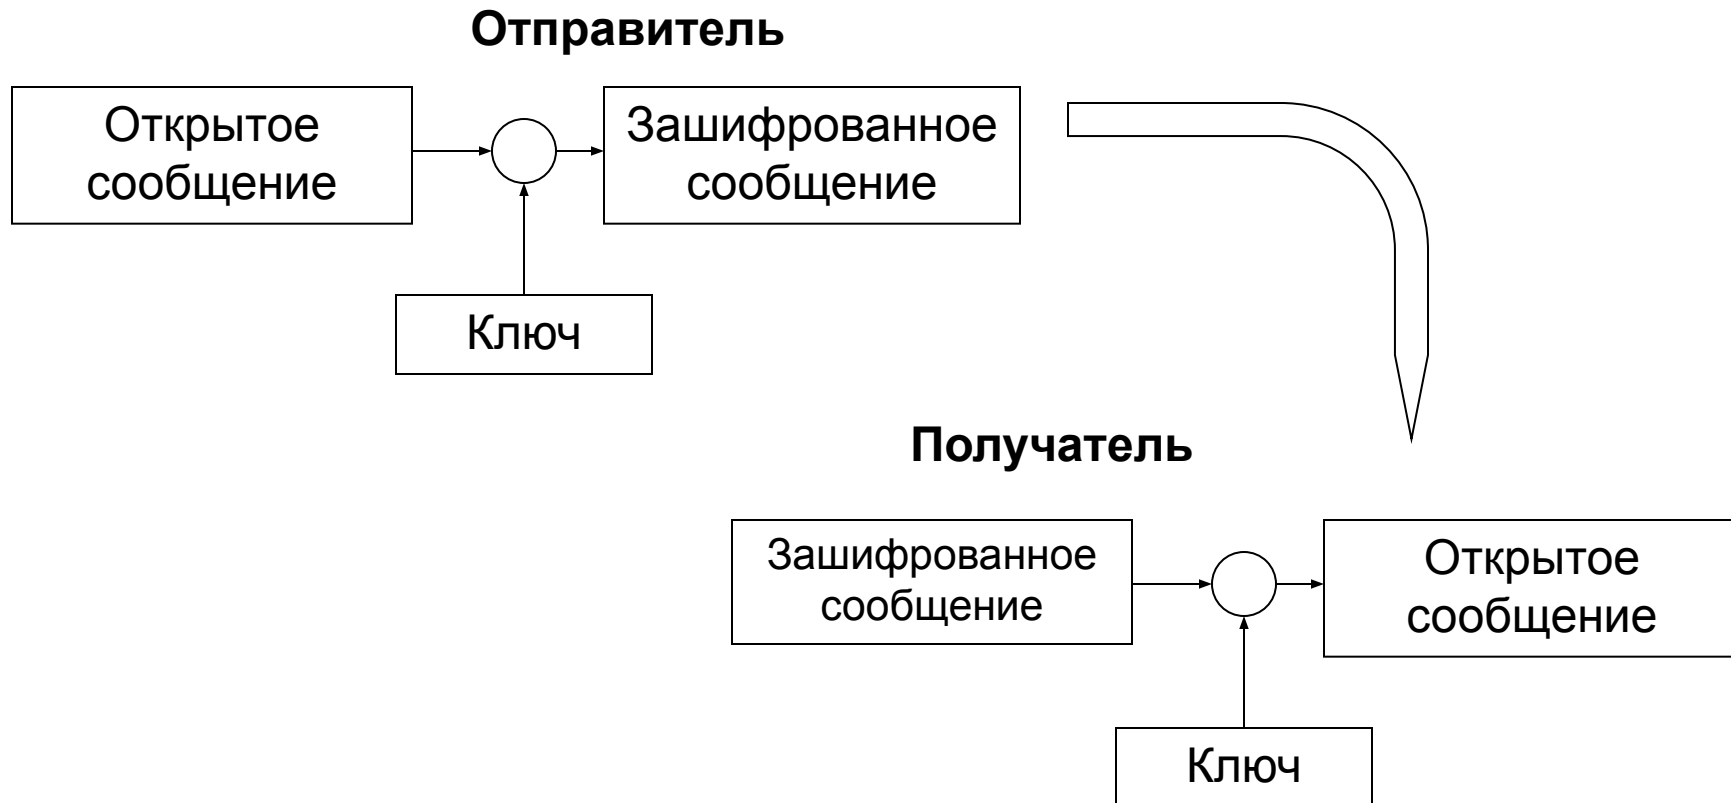 Отправитель
Открытое
сообщение
Зашифрованное
сообщение
Ключ
Получатель
Зашифрованное
сообщение
Открытое
сообщение
Ключ